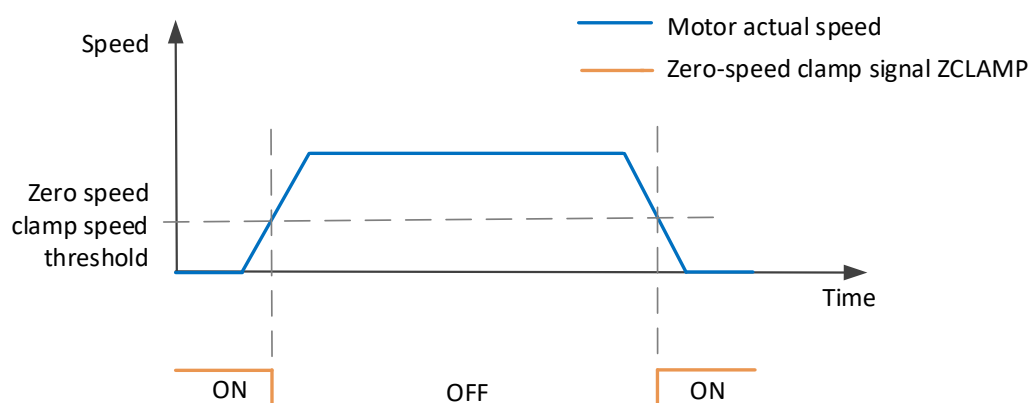 Speed
Motor actual speed
Zero-speed clamp signal ZCLAMP
Zero speed
clamp speed
threshold
Time
ON
OFF
ON